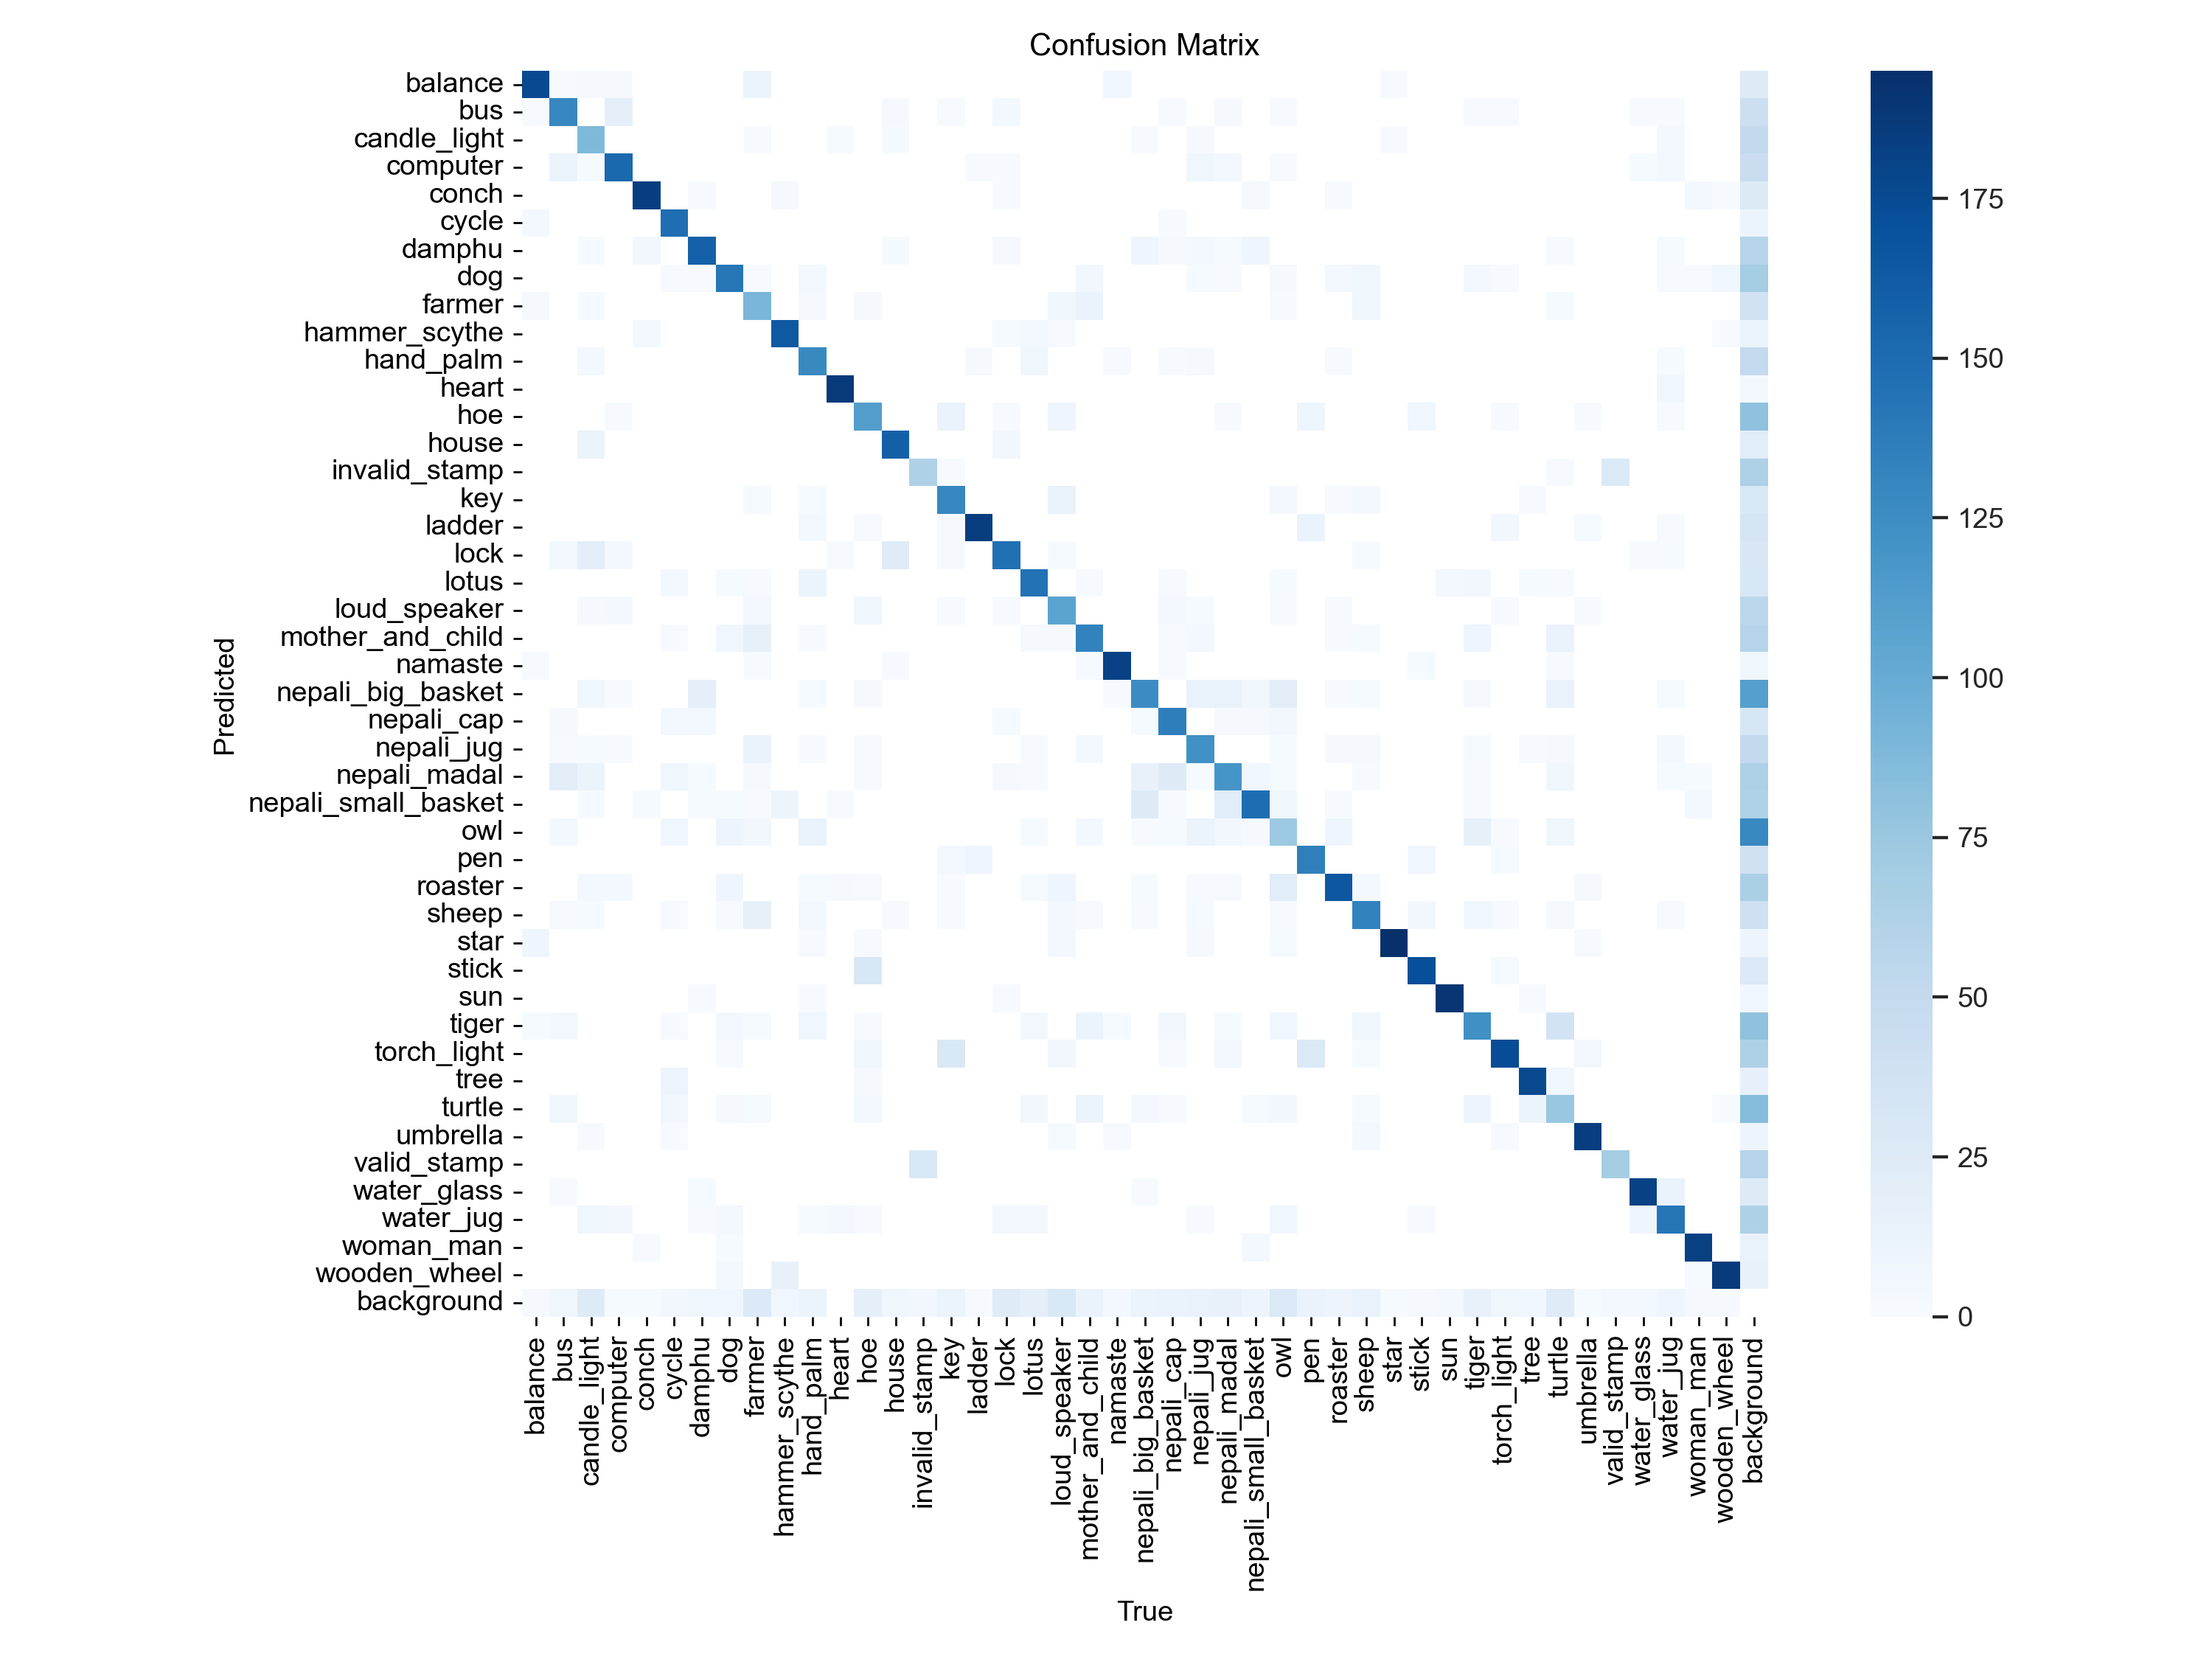 Confusion Matrix
Predicted
balance
bus
candle_light
computer
conch
cycle
damphu
dog
farmer
hammer_scythe
hand_palm
heart
hoe
house
invalid_stamp
key
ladder
lock
lotus
loud_speaker
mother_and_child
namaste
nepali_big_basket
nepali_cap
nepali_jug
nepali_madal
nepali_small_basket
owl
pen
roaster
sheep
star
stick
sun
tiger
torch_light
tree
turtle
umbrella
valid_stamp
water_glass
water_jug
woman_man
wooden_wheel
background
balance
bus
candle_light
computer
conch
cycle
damphu
dog
farmer
hammer_scythe
hand_palm
heart
hoe
house
invalid_stamp
key
ladder
lock
lotus
loud_speaker
mother_and_child
namaste
nepali_big_basket
nepali_cap
nepali_jug
nepali_madal
nepali_small_basket
owl
pen
roaster
sheep
star
stick
sun
tiger
torch_light
tree
turtle
umbrella
valid_stamp
water_glass
water_jug
woman_man
wooden_wheel
background
True
175
150
125
100
75
50
25
0